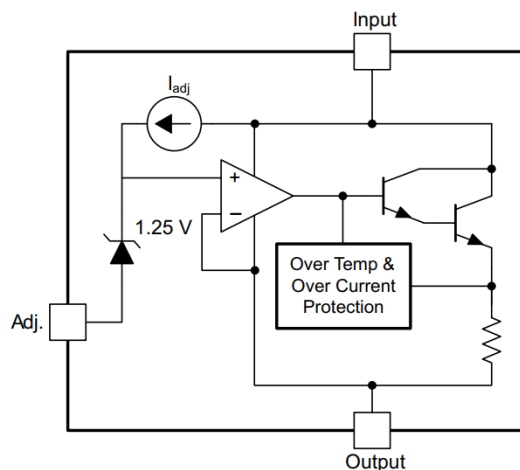 Input
Iadj
+
−
1.25 V
Over Temp &
Over Current
Protection
Adj.
Output